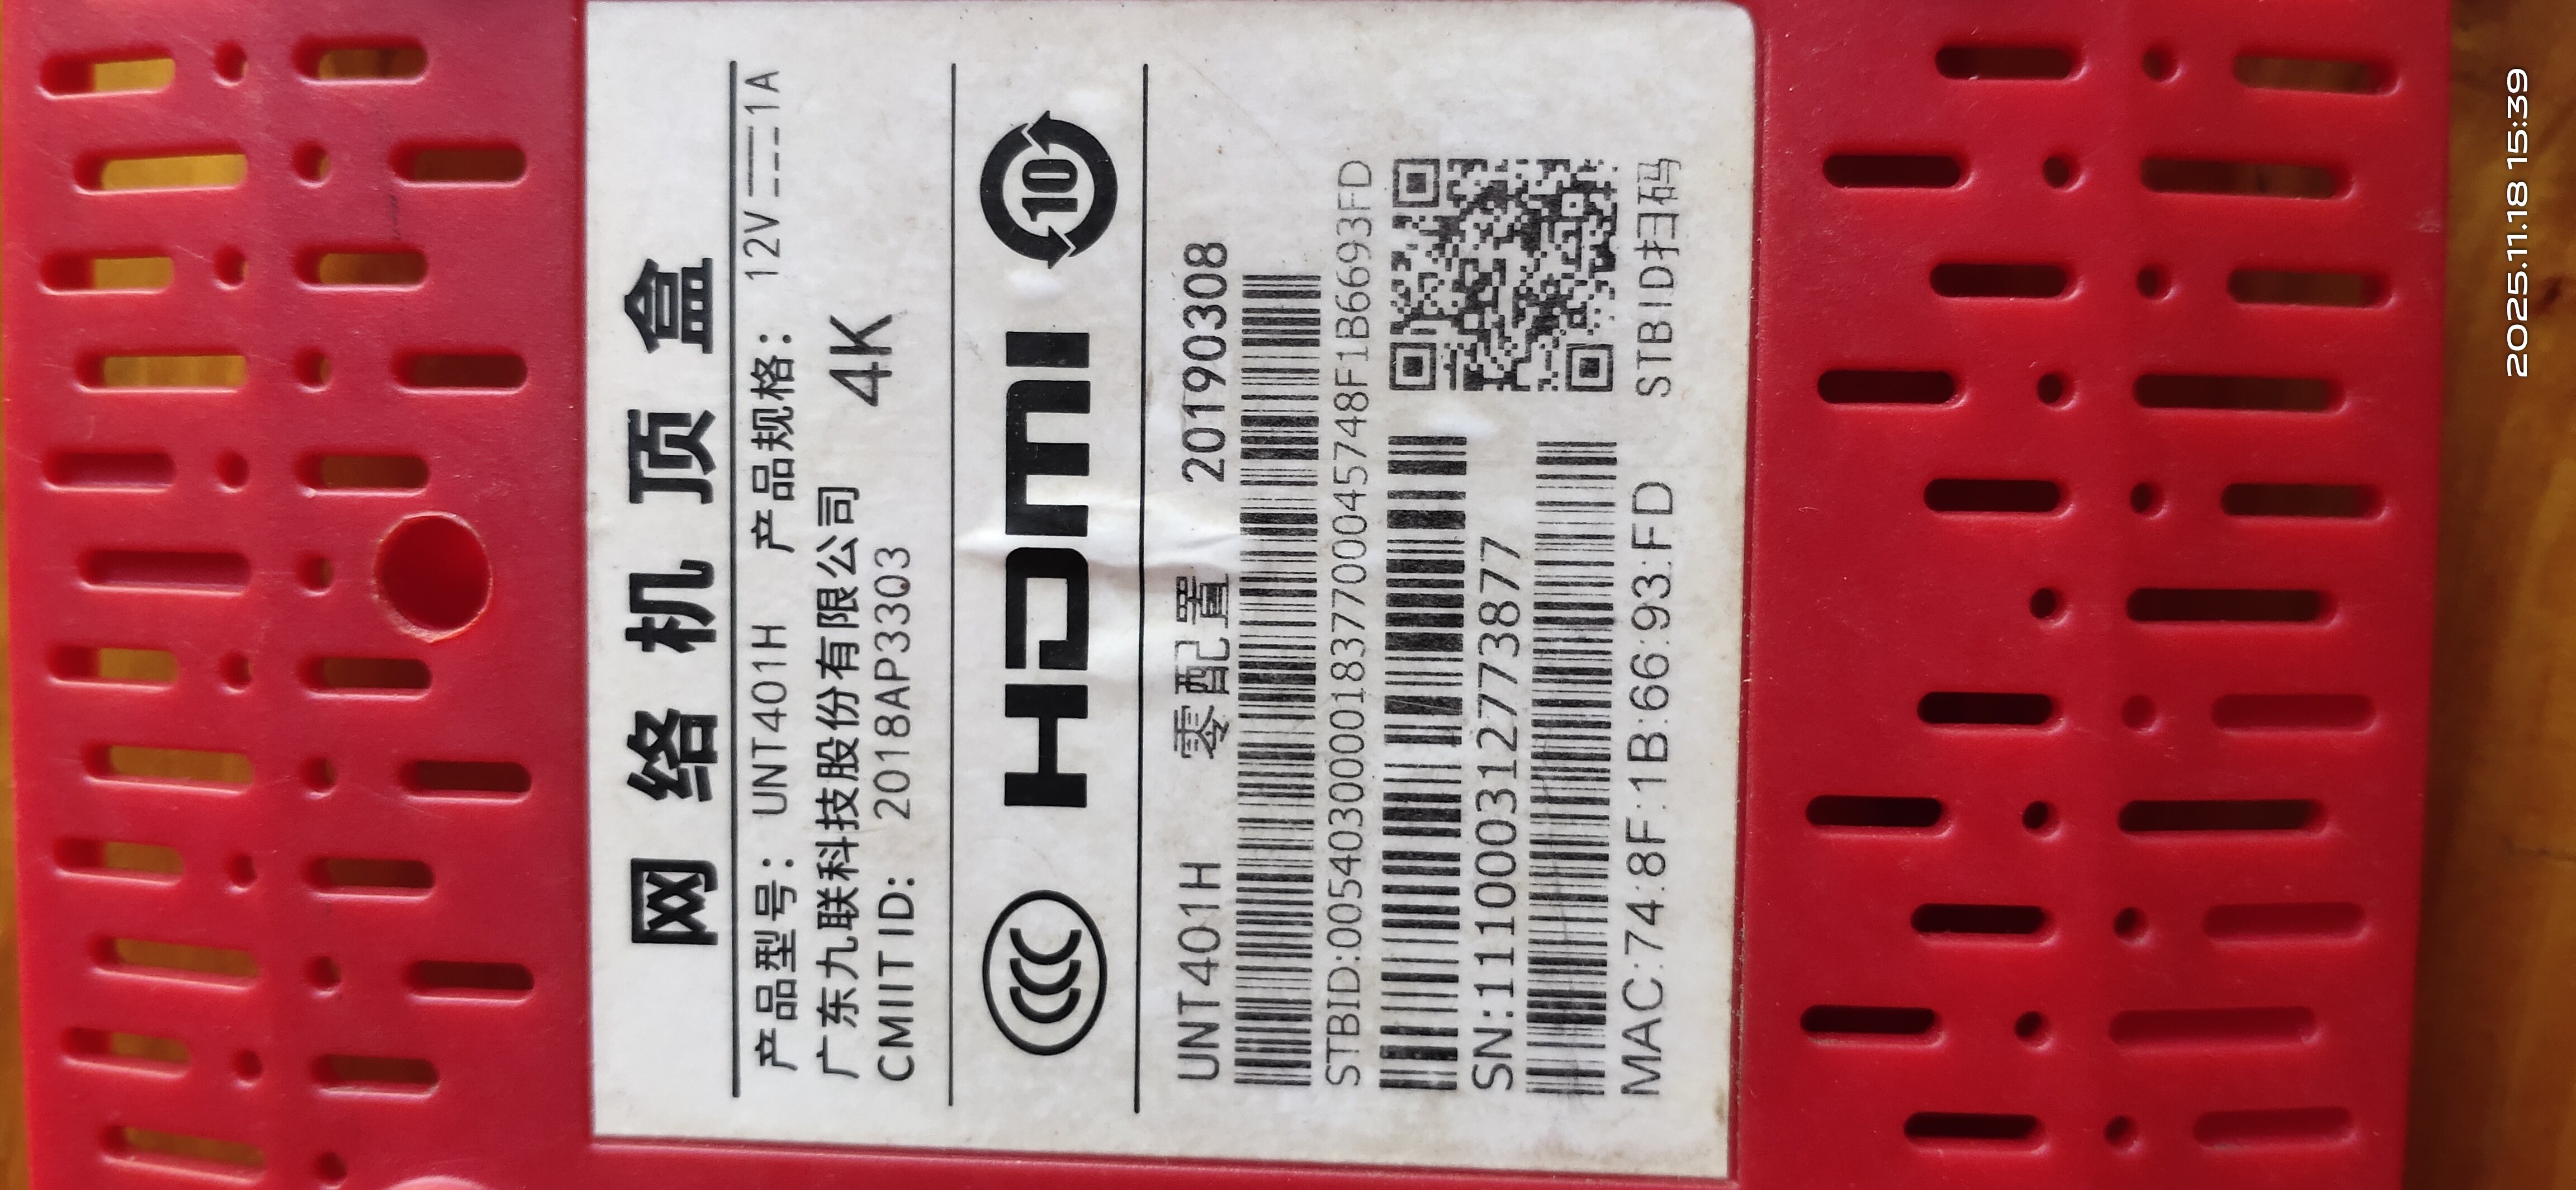 网络机顶盒
产品型号：UNT401H 产品规格：12V 1A
广东九联科技股份有限公司 4K
CMIIT ID：2018AP3303
CCC HDMI 10
UNT401H 零配置 20190308
STBID:005403000018377000045748F1B6693FD
SN:1110003127773877
MAC:74:8F:1B:66:93:FD
STBID扫码
2025.11.18 15:39